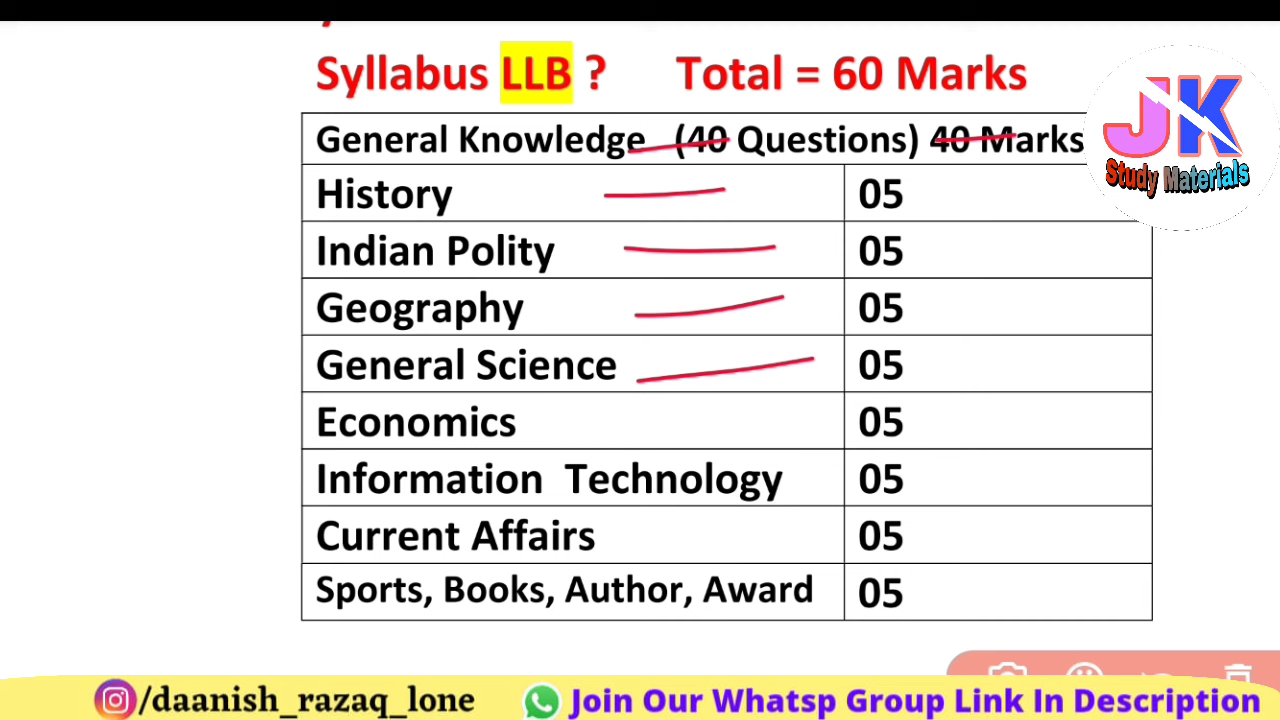 Syllabus LLB ? Total = 60 Marks
General Knowledge (40 Questions) 40 Marks
History 05
Indian Polity 05
Geography 05
General Science 05
Economics 05
Information Technology 05
Current Affairs 05
Sports, Books, Author, Award 05
JK
Study Materials
/daanish_razaq_lone Join Our Whatsp Group Link In Description